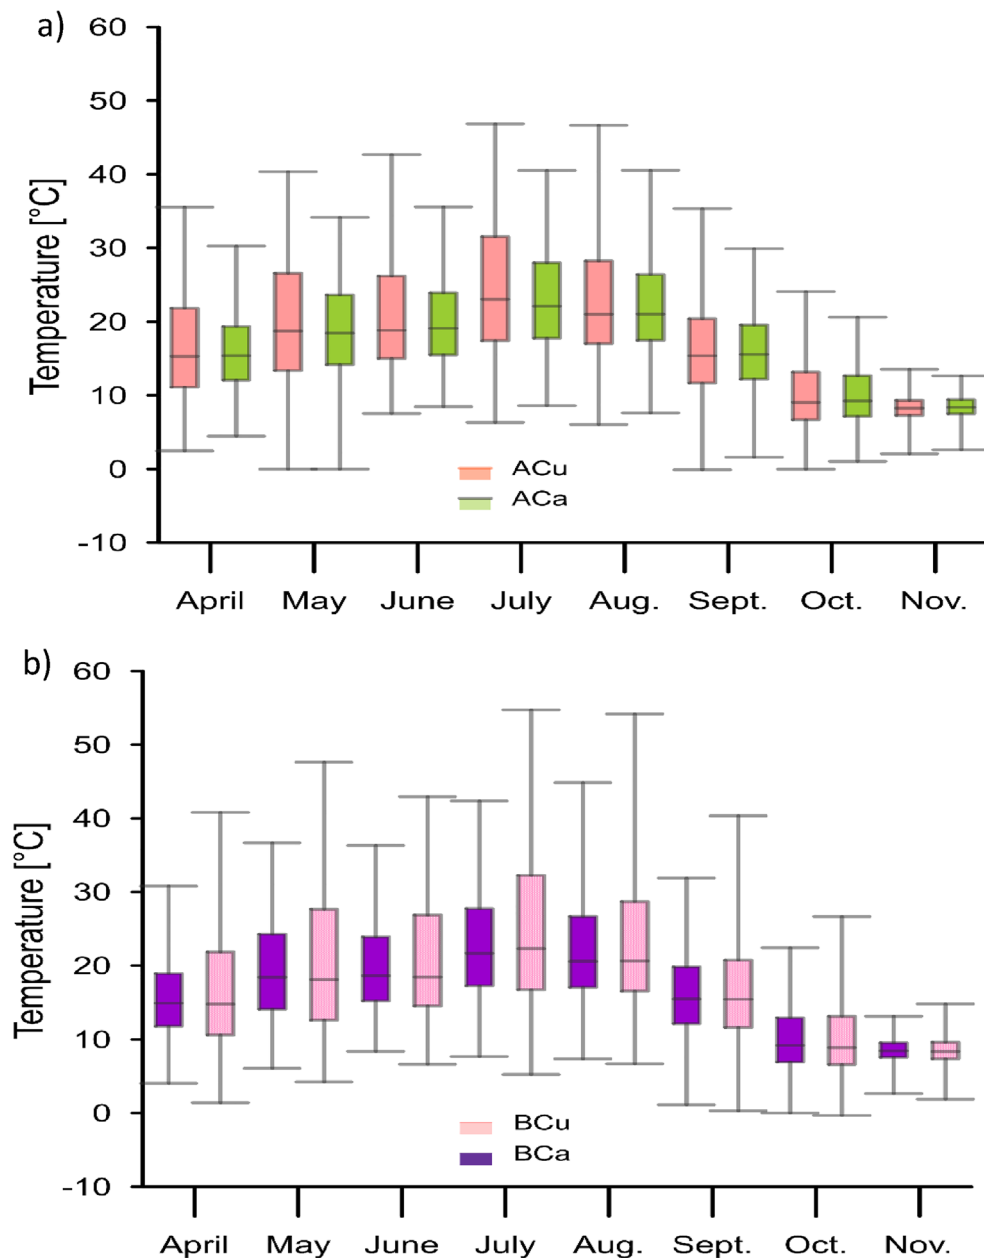 a)
60
50
40
30
20
10
0
-10
Temperature [°C]
ACu
ACa
April May June July Aug. Sept. Oct. Nov.
b)
60
50
40
30
20
10
0
-10
Temperature [°C]
BCu
BCa
April May June July Aug. Sept. Oct. Nov.